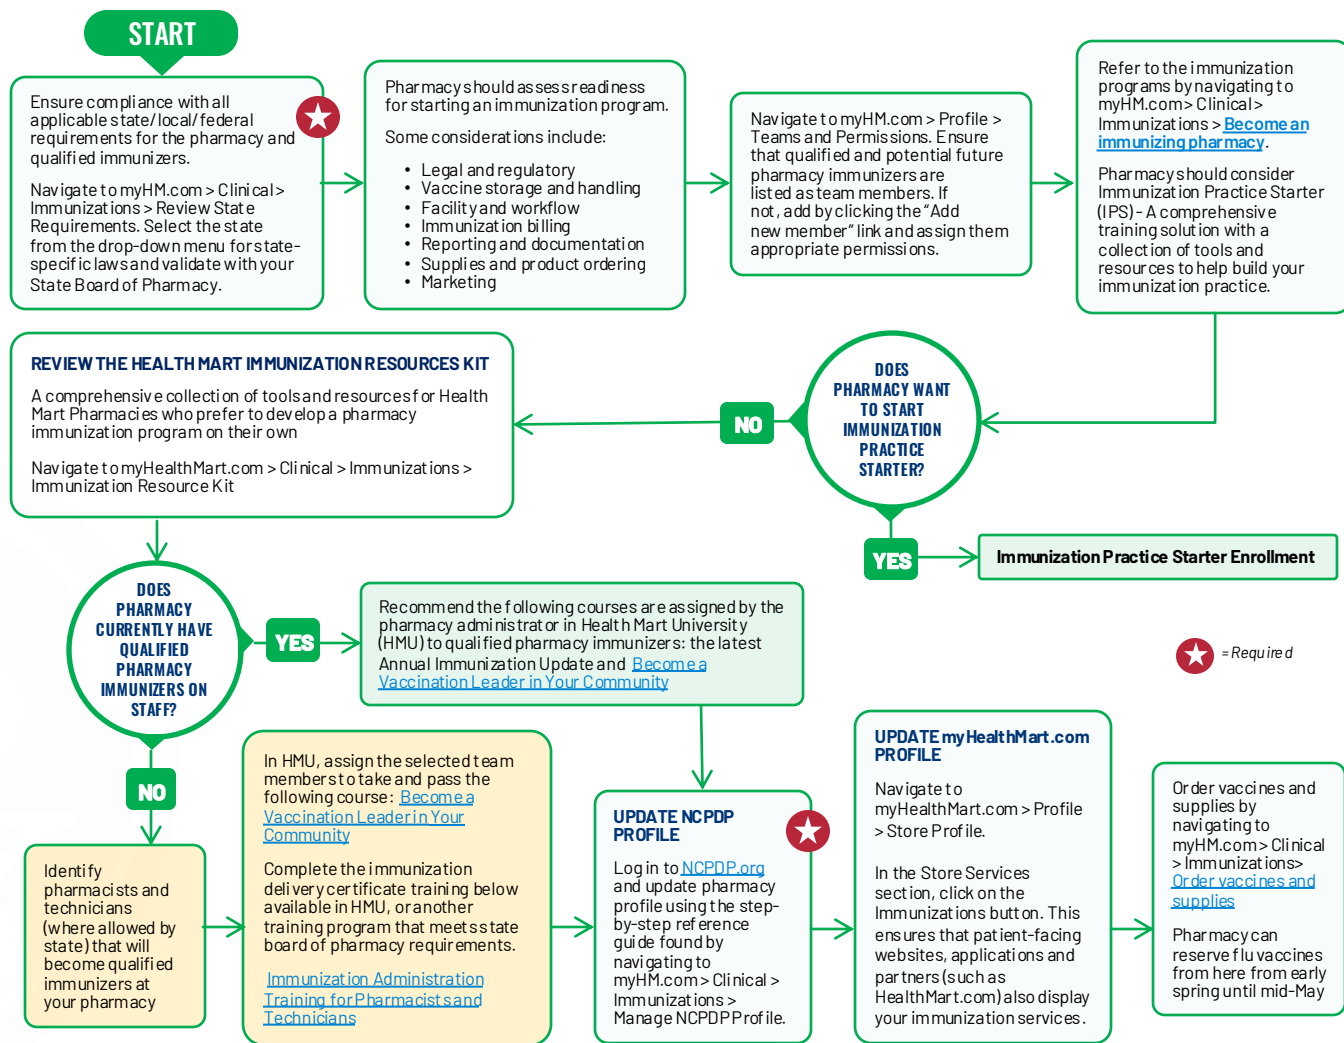 START
Ensure compliance with all
applicable state/local/federal
requirements for the pharmacy and
qualified immunizers.
Navigate to myHM.com > Clinical >
Immunizations > Review State
Requirements. Select the state
from the drop-down menu for state-
specific laws and validate with your
State Board of Pharmacy.
Pharmacy should assess readiness
for starting an immunization program.
Some considerations include:
• Legal and regulatory
• Vaccine storage and handling
• Facility and workflow
• Immunization billing
• Reporting and documentation
• Supplies and product ordering
• Marketing
Navigate to myHM.com > Profile >
Teams and Permissions. Ensure
that qualified and potential future
pharmacy immunizers are
listed as team members. If
not, add by clicking the “Add
new member” link and assign them
appropriate permissions.
Refer to the immunization
programs by navigating to
myHM.com > Clinical >
Immunizations > Become an
immunizing pharmacy.
Pharmacy should consider
Immunization Practice Starter
(IPS) - A comprehensive
training solution with a
collection of tools and
resources to help build your
immunization practice.
DOES
PHARMACY WANT
TO START
IMMUNIZATION
PRACTICE
STARTER?
NO
YES
Immunization Practice Starter Enrollment
REVIEW THE HEALTH MART IMMUNIZATION RESOURCES KIT
A comprehensive collection of tools and resources for Health
Mart Pharmacies who prefer to develop a pharmacy
immunization program on their own
Navigate to myHealthMart.com > Clinical > Immunizations >
Immunization Resource Kit
DOES
PHARMACY
CURRENTLY HAVE
QUALIFIED
PHARMACY
IMMUNIZERS ON
STAFF?
YES
Recommend the following courses are assigned by the
pharmacy administrator in Health Mart University
(HMU) to qualified pharmacy immunizers: the latest
Annual Immunization Update and Become a
Vaccination Leader in Your Community
= Required
NO
Identify
pharmacists and
technicians
(where allowed by
state) that will
become qualified
immunizers at
your pharmacy
In HMU, assign the selected team
members to take and pass the
following course: Become a
Vaccination Leader in Your
Community
Complete the immunization
delivery certificate training below
available in HMU, or another
training program that meets state
board of pharmacy requirements.
Immunization Administration
Training for Pharmacists and
Technicians
UPDATE NCPDP
PROFILE
Log in to NCPDP.org
and update pharmacy
profile using the step-
by-step reference
guide found by
navigating to
myHM.com > Clinical >
Immunizations >
Manage NCPDP Profile.
UPDATE myHealthMart.com
PROFILE
Navigate to
myHealthMart.com > Profile
> Store Profile.
In the Store Services
section, click on the
Immunizations button. This
ensures that patient-facing
websites, applications and
partners (such as
HealthMart.com) also display
your immunization services.
Order vaccines and
supplies by
navigating to
myHM.com > Clinical
> Immunizations>
Order vaccines and
supplies
Pharmacy can
reserve flu vaccines
from here from early
spring until mid-May